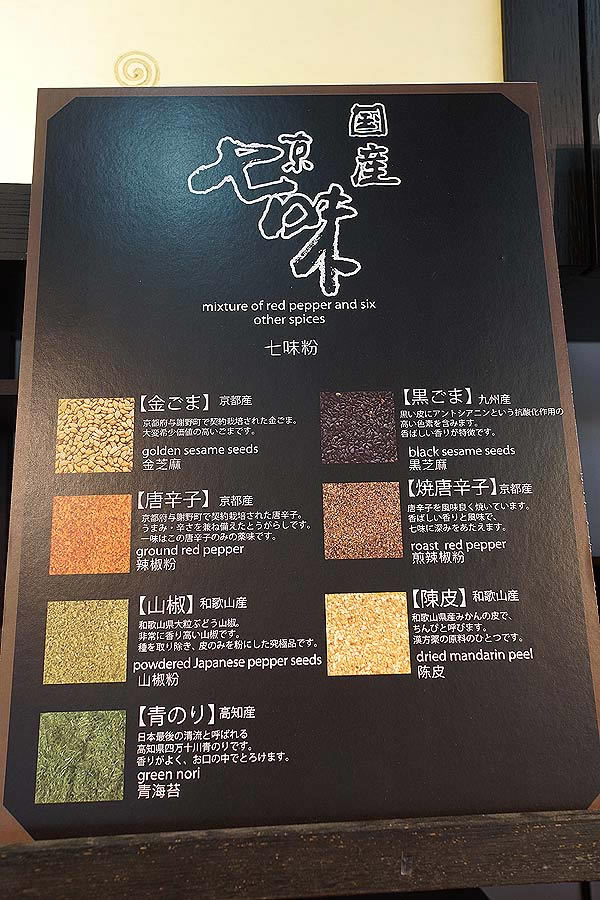 国産
京
七味
mixture of red pepper and six
other spices
七味粉
【金ごま】京都産
京都府与謝野町で契約栽培された金ごま。
大変希少価値の高いごまです。
golden sesame seeds
金芝麻
【黒ごま】九州産
黒い皮にアントシアニンという抗酸化作用の
高い色素を含みます。
香ばしい香りが特徴です。
black sesame seeds
黒芝麻
【唐辛子】京都産
京都府与謝野町で契約栽培された唐辛子。
うまみ・辛さを兼ね備えたとうがらしです。
一味はこの唐辛子のみの薬味です。
ground red pepper
辣椒粉
【焼唐辛子】京都産
唐辛子を風味良く焼いています。
香ばしい香りと風味で、
七味に深みをあたえます。
roast red pepper
煎辣椒粉
【山椒】和歌山産
和歌山県大粒ぶどう山椒。
非常に香り高い山椒です。
種を取り除き、皮のみを粉にした究極品です。
powdered Japanese pepper seeds
山椒粉
【陳皮】和歌山産
和歌山県産みかんの皮で、
ちんぴと呼びます。
漢方薬の原料のひとつです。
dried mandarin peel
陈皮
【青のり】高知産
日本最後の清流と呼ばれる
高知県四万十川青のりです。
香りがよく、お口の中でとろけます。
green nori
青海苔